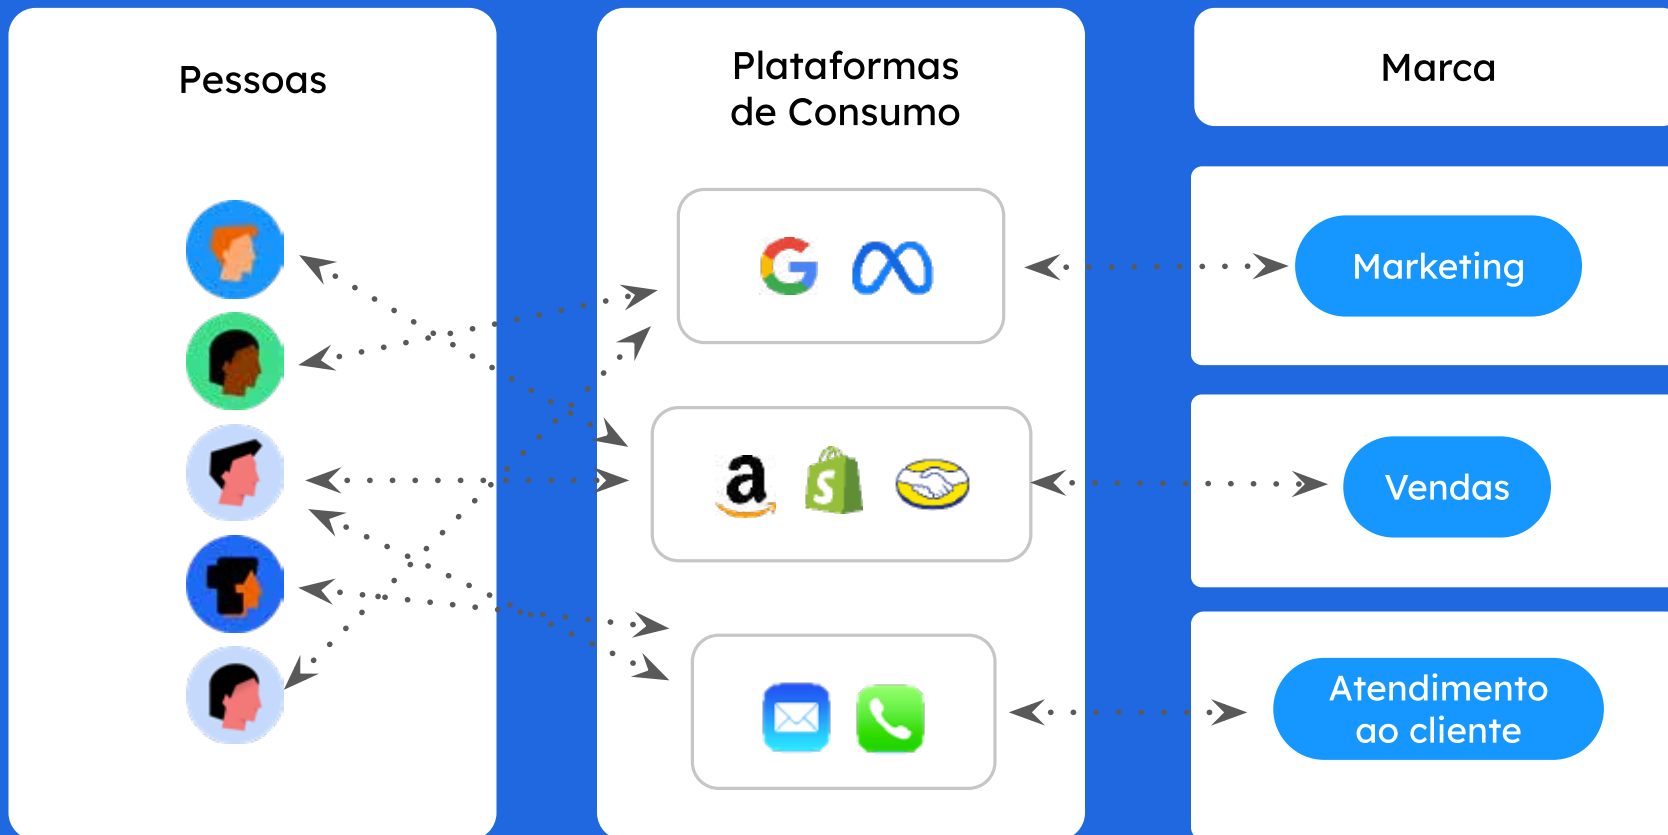 Pessoas
Plataformas
de Consumo
Marca
Marketing
Vendas
Atendimento
ao cliente